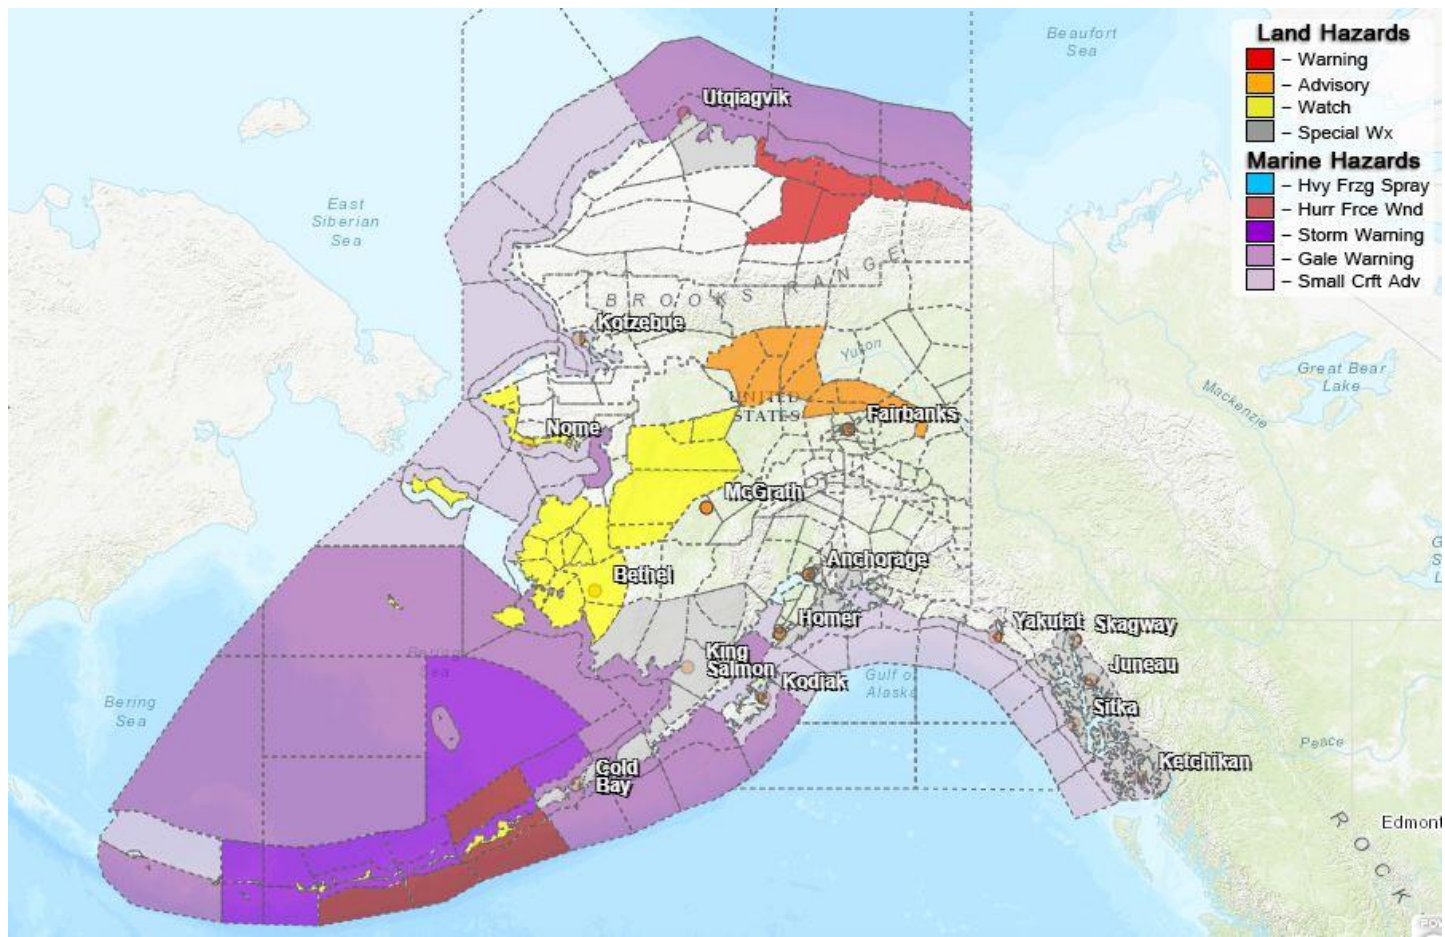 Land Hazards
– Warning
– Advisory
– Watch
– Special Wx
Marine Hazards
– Hvy Frzg Spray
– Hurr Frce Wnd
– Storm Warning
– Gale Warning
– Small Crft Adv
Beaufort
Sea
Utqiagvik
East
Siberian
Sea
BROOKS RANGE
Kotzebue
Yukon
Great Bear
Lake
Mackenzie
UNITED
STATES
Fairbanks
Nome
McGrath
Anchorage
Bethel
Homer
Yakutat
Skagway
King
Salmon
Juneau
Kodiak
Gulf of
Alaska
Sitka
Bering
Sea
Peace
Ketchikan
Cold
Bay
Edmont
ROCK